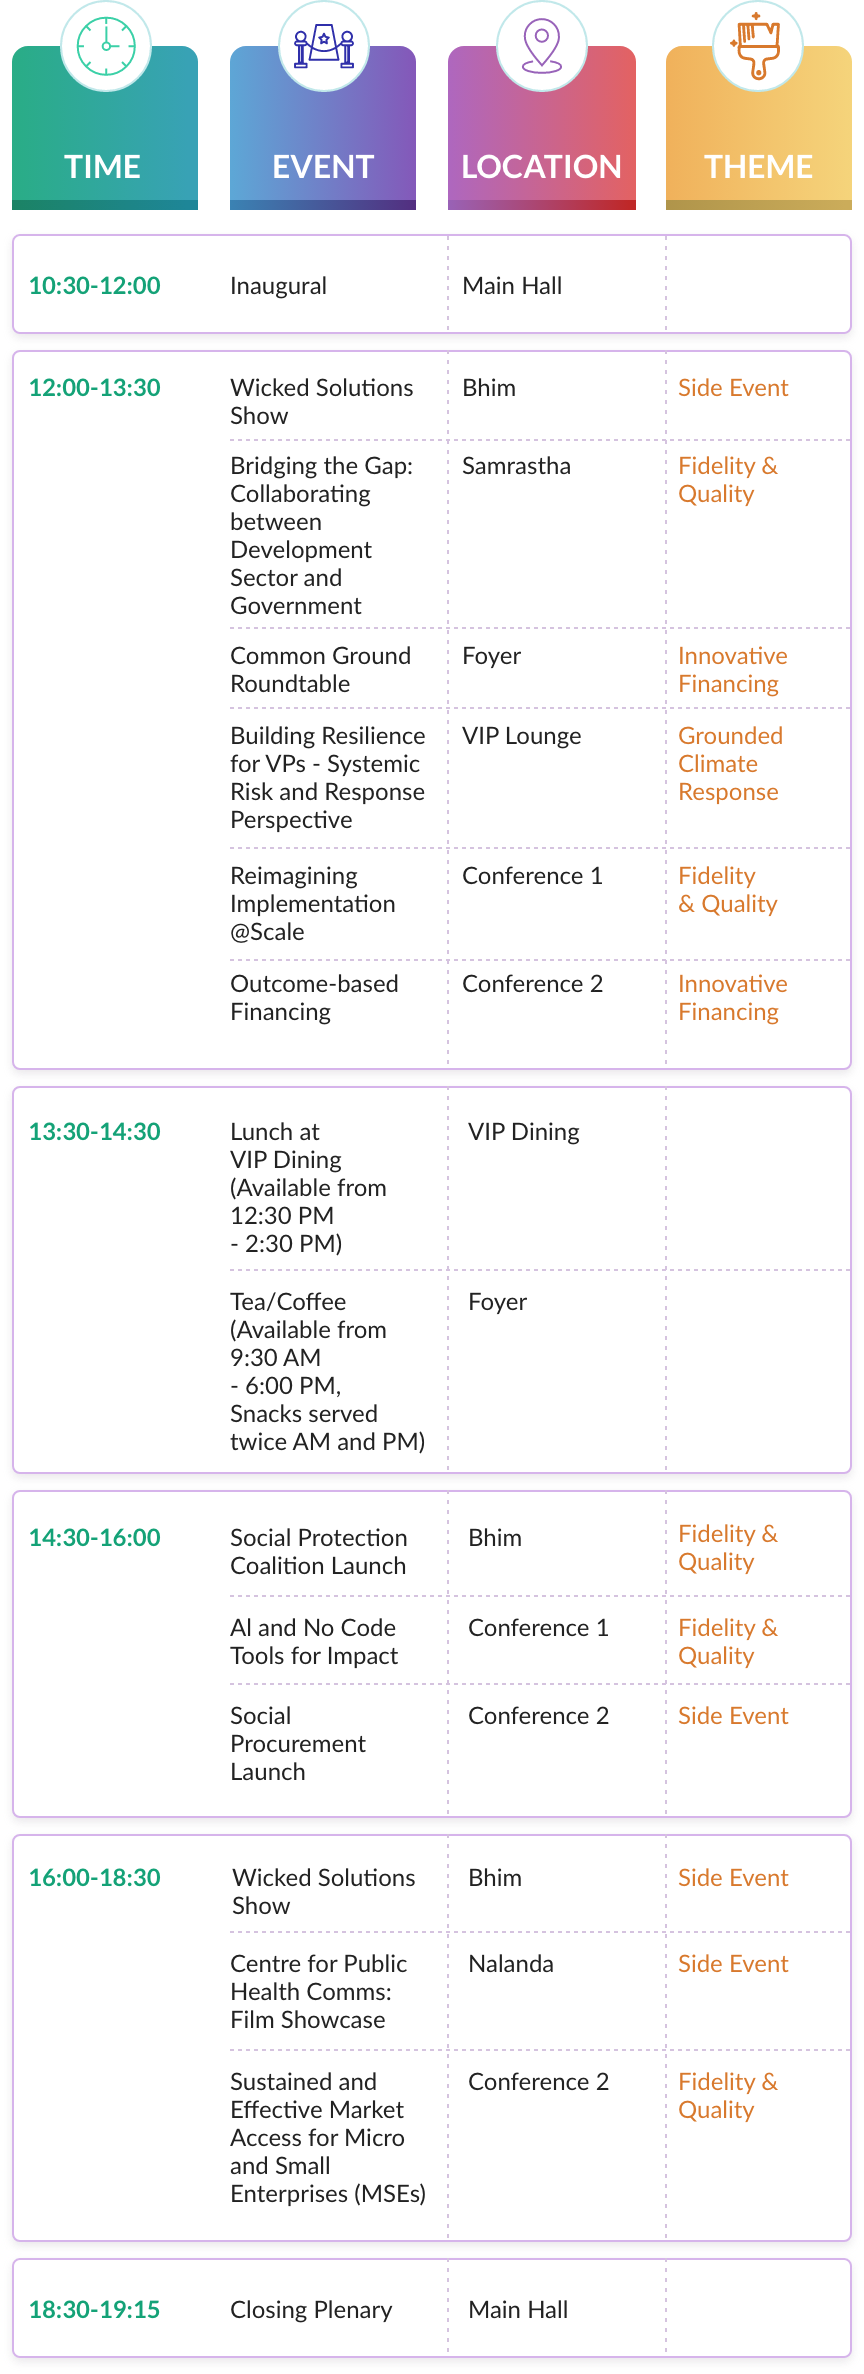 TIME
EVENT
LOCATION
THEME
10:30-12:00
Inaugural
Main Hall
12:00-13:30
Wicked Solutions
Show
Bhim
Side Event
Bridging the Gap:
Collaborating
between
Development
Sector and
Government
Samrastha
Fidelity &
Quality
Common Ground
Roundtable
Foyer
Innovative
Financing
Building Resilience
for VPs - Systemic
Risk and Response
Perspective
VIP Lounge
Grounded
Climate
Response
Reimagining
Implementation
@Scale
Conference 1
Fidelity
& Quality
Outcome-based
Financing
Conference 2
Innovative
Financing
13:30-14:30
Lunch at
VIP Dining
(Available from
12:30 PM
- 2:30 PM)
VIP Dining
Tea/Coffee
(Available from
9:30 AM
- 6:00 PM,
Snacks served
twice AM and PM)
Foyer
14:30-16:00
Social Protection
Coalition Launch
Bhim
Fidelity &
Quality
Al and No Code
Tools for Impact
Conference 1
Fidelity &
Quality
Social
Procurement
Launch
Conference 2
Side Event
16:00-18:30
Wicked Solutions
Show
Bhim
Side Event
Centre for Public
Health Comms:
Film Showcase
Nalanda
Side Event
Sustained and
Effective Market
Access for Micro
and Small
Enterprises (MSEs)
Conference 2
Fidelity &
Quality
18:30-19:15
Closing Plenary
Main Hall